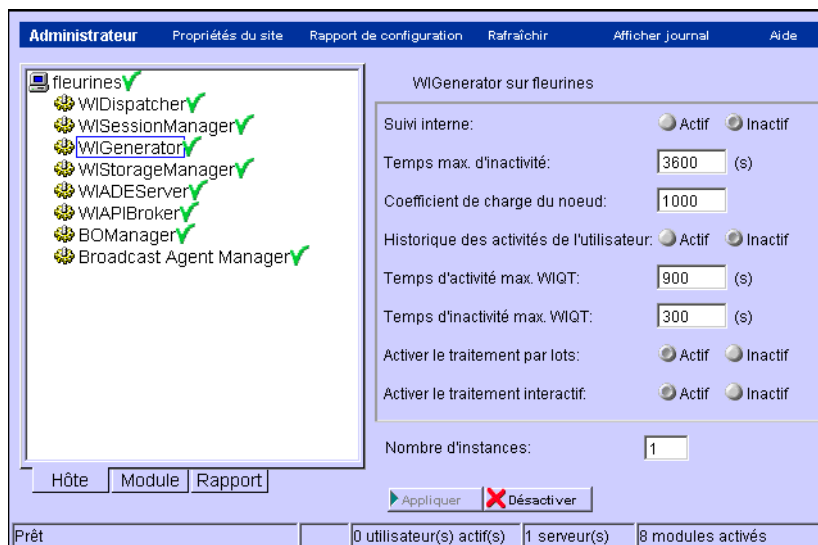 Administrateur Propriétés du site Rapport de configuration Rafraîchir Afficher journal Aide
fleurines
WIDispatcher
WISessionManager
WIGenerator
WIStorageManager
WIADEServer
WIAPIBroker
BOManager
Broadcast Agent Manager
Hôte Module Rapport
WIGenerator sur fleurines
Suivi interne: Actif Inactif
Temps max. d'inactivité: 3600 (s)
Coefficient de charge du noeud: 1000
Historique des activités de l'utilisateur: Actif Inactif
Temps d'activité max. WIQT: 900 (s)
Temps d'inactivité max. WIQT: 300 (s)
Activer le traitement par lots: Actif Inactif
Activer le traitement interactif: Actif Inactif
Nombre d'instances: 1
Appliquer Désactiver
Prêt 0 utilisateur(s) actif(s) 1 serveur(s) 8 modules activés